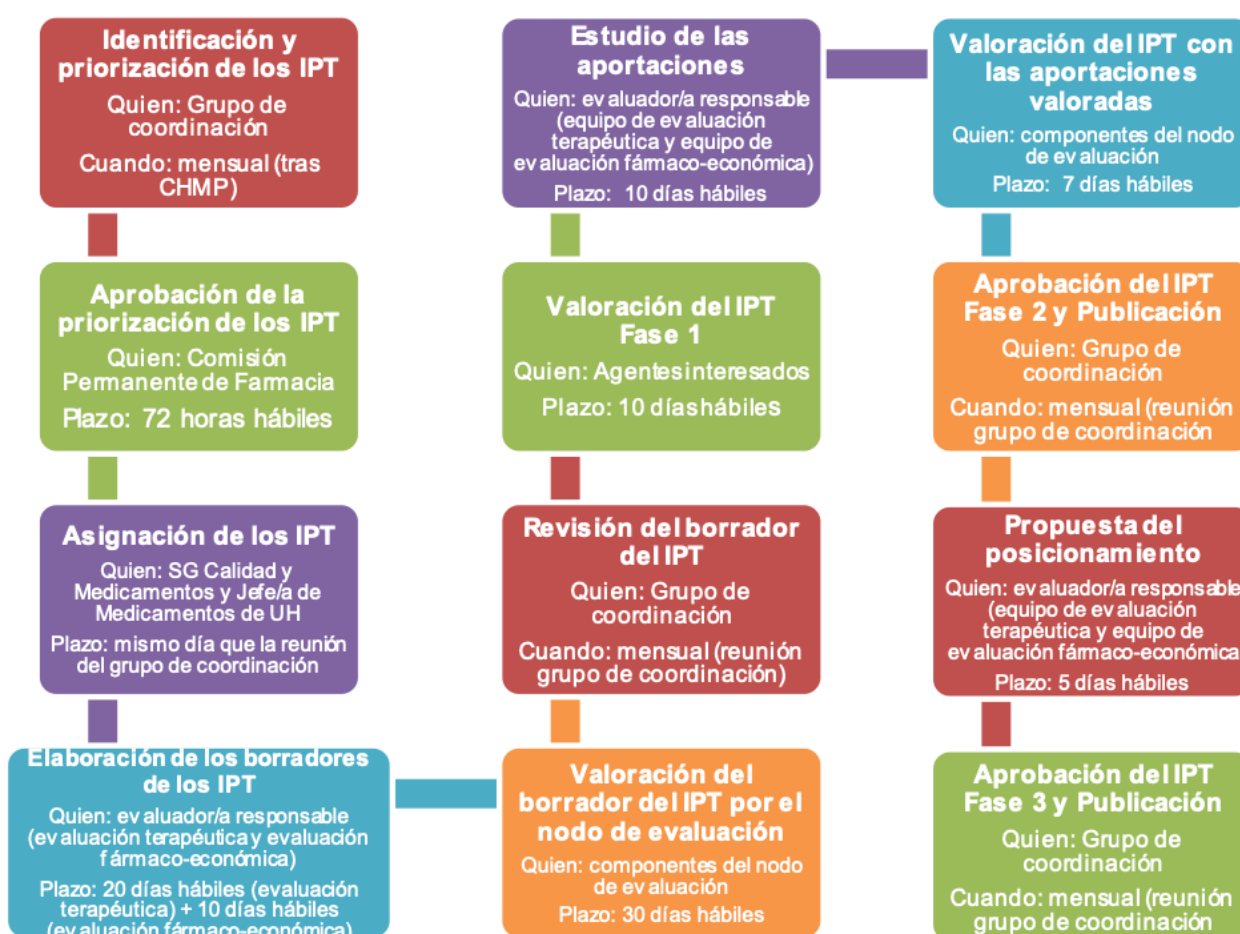 Identificación y
priorización de los IPT
Quien: Grupo de
coordinación
Cuando: mensual (tras
CHMP)
Aprobación de la
priorización de los IPT
Quien: Comisión
Permanente de Farmacia
Plazo: 72 horas hábiles
Asignación de los IPT
Quien: SG Calidad y
Medicamentos y Jefe/a de
Medicamentos de UH
Plazo: mismo día que la reunión
del grupo de coordinación
Elaboración de los borradores
de los IPT
Quien: evaluador/a responsable
(evaluación terapéutica y evaluación
fármaco-económica)
Plazo: 20 días hábiles (evaluación
terapéutica) + 10 días hábiles
(evaluación fármaco-económica)
Valoración del
borrador del IPT por el
nodo de evaluación
Quien: componentes del nodo
de evaluación
Plazo: 30 días hábiles
Revisión del borrador
del IPT
Quien: Grupo de
coordinación
Cuando: mensual (reunión
grupo de coordinación)
Valoración del IPT
Fase 1
Quien: Agentes interesados
Plazo: 10 días hábiles
Estudio de las
aportaciones
Quien: evaluador/a responsable
(equipo de evaluación
terapéutica y equipo de
evaluación fármaco-económica)
Plazo: 10 días hábiles
Valoración del IPT con
las aportaciones
valoradas
Quien: componentes del nodo
de evaluación
Plazo: 7 días hábiles
Aprobación del IPT
Fase 2 y Publicación
Quien: Grupo de
coordinación
Cuando: mensual (reunión
grupo de coordinación
Propuesta del
posicionamiento
Quien: evaluador/a responsable
(equipo de evaluación
terapéutica y equipo de
evaluación fármaco-económica
Plazo: 5 días hábiles
Aprobación del IPT
Fase 3 y Publicación
Quien: Grupo de
coordinación
Cuando: mensual (reunión
grupo de coordinación